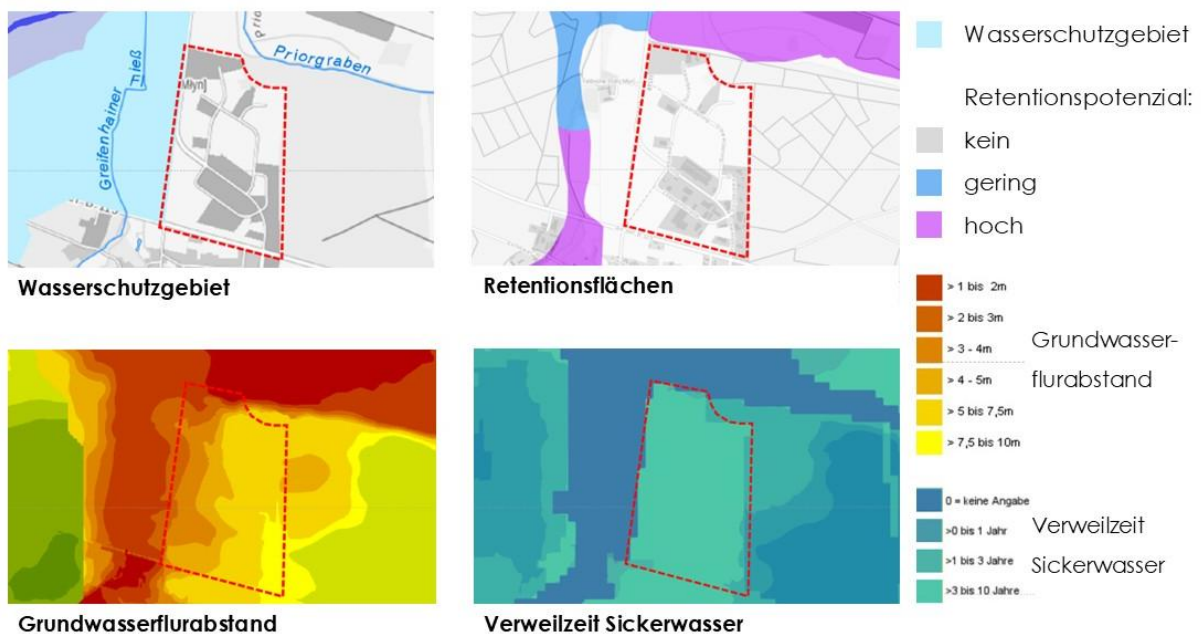 Priorgraben
Mlyn]
Greifenhainer
Fließ
Wasserschutzgebiet
Retentionsflächen
Grundwasserflurabstand
Verweilzeit Sickerwasser
Wasserschutzgebiet
Retentionspotenzial:
kein
gering
hoch
> 1 bis 2m
> 2 bis 3m
> 3 - 4m
> 4 - 5m
> 5 bis 7,5m
> 7,5 bis 10m
Grundwasser-
flurabstand
0 = keine Angabe
>0 bis 1 Jahr
>1 bis 3 Jahre
>3 bis 10 Jahre
Verweilzeit
Sickerwasser